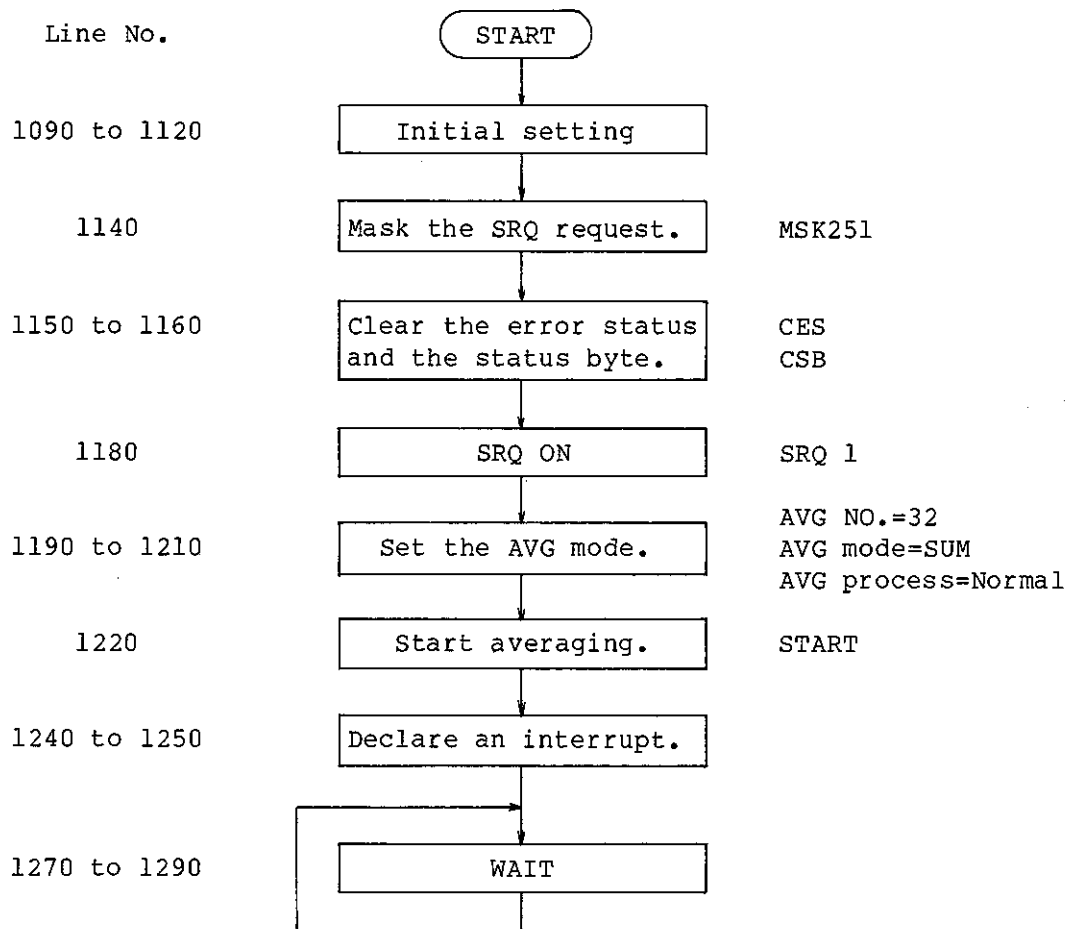 Line No.
START
1090 to 1120
Initial setting
1140
Mask the SRQ request.
MSK251
1150 to 1160
Clear the error status
and the status byte.
CES
CSB
1180
SRQ ON
SRQ 1
1190 to 1210
Set the AVG mode.
AVG NO.=32
AVG mode=SUM
AVG process=Normal
1220
Start averaging.
START
1240 to 1250
Declare an interrupt.
1270 to 1290
WAIT